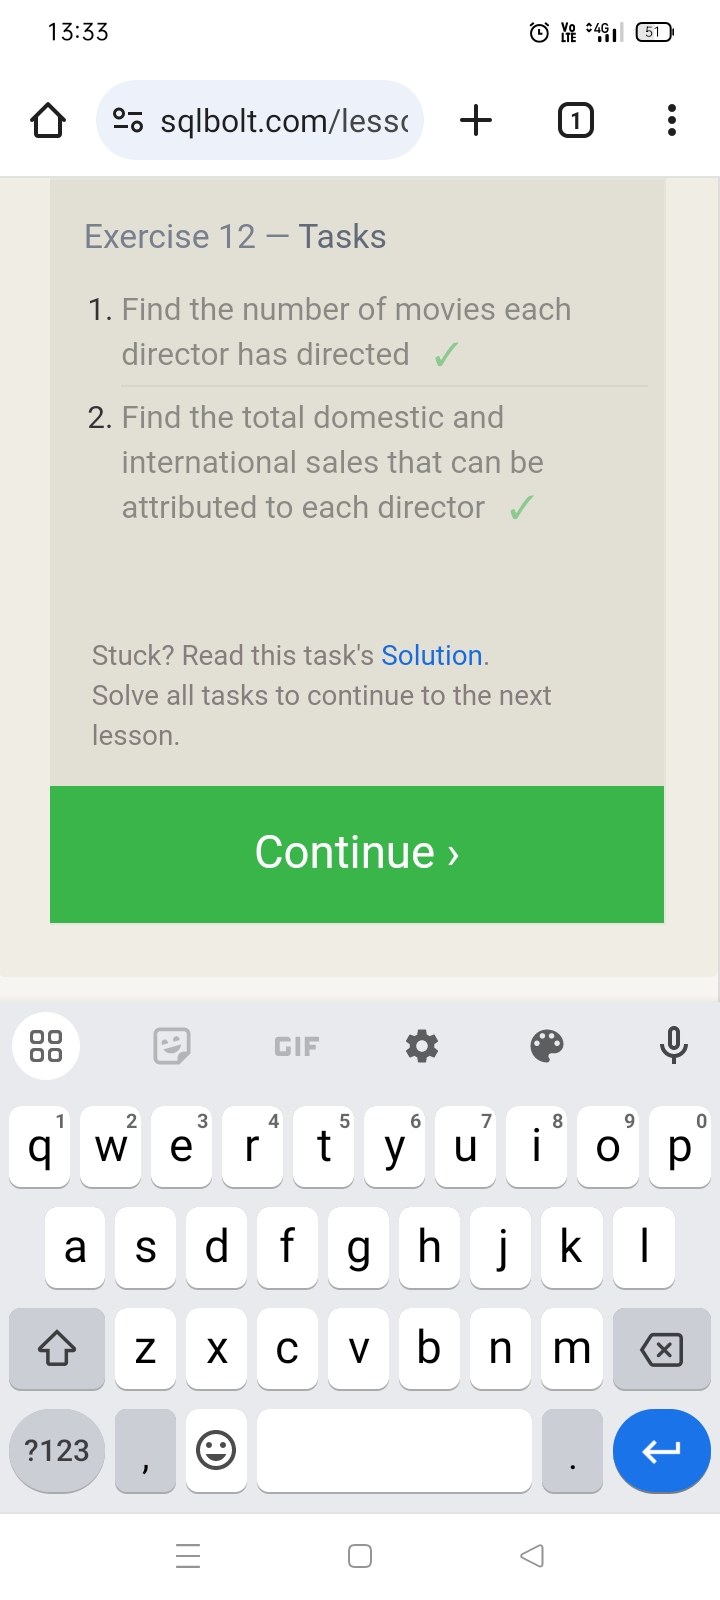 13:33
Vo LTE 4G 51
sqlbolt.com/lesso
1
Exercise 12 — Tasks
1. Find the number of movies each
director has directed ✓
2. Find the total domestic and
international sales that can be
attributed to each director ✓
Stuck? Read this task's Solution.
Solve all tasks to continue to the next
lesson.
Continue ›
GIF
1 2 3 4 5 6 7 8 9 0
q w e r t y u i o p
a s d f g h j k l
z x c v b n m
?123 , .